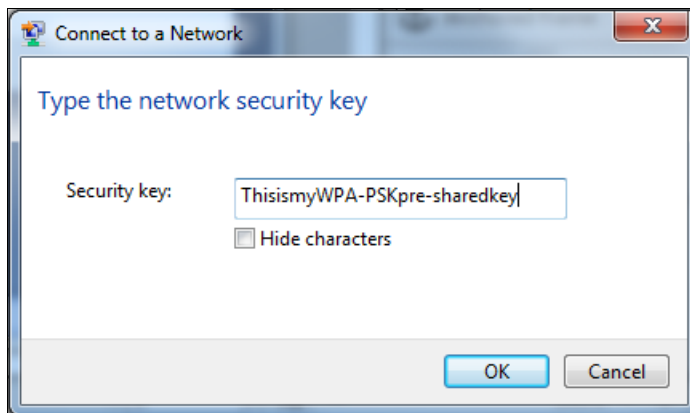 Connect to a Network
Type the network security key
Security key: ThisismyWPA-PSKpre-sharedkey
Hide characters
OK Cancel